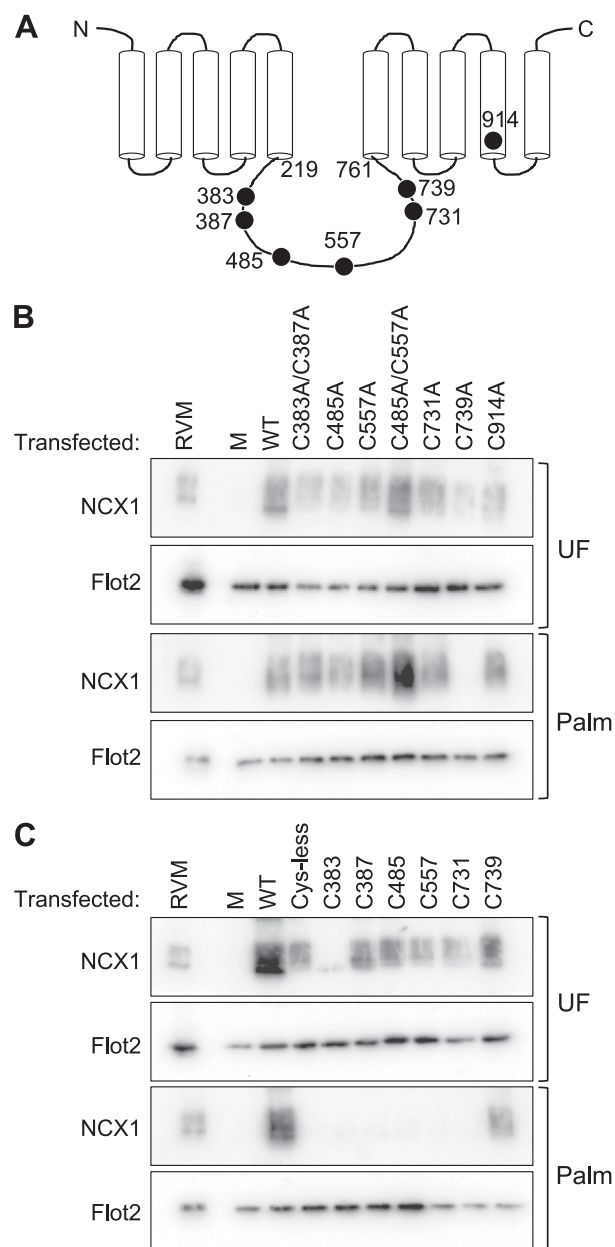 A
N
C
914
219
761
383
739
387
731
485
557
B
Transfected:
RVM
M
WT
C383A/C387A
C485A
C557A
C485A/C557A
C731A
C739A
C914A
NCX1
Flot2
UF
NCX1
Flot2
Palm
C
Transfected:
RVM
M
WT
Cys-less
C383
C387
C485
C557
C731
C739
NCX1
Flot2
UF
NCX1
Flot2
Palm